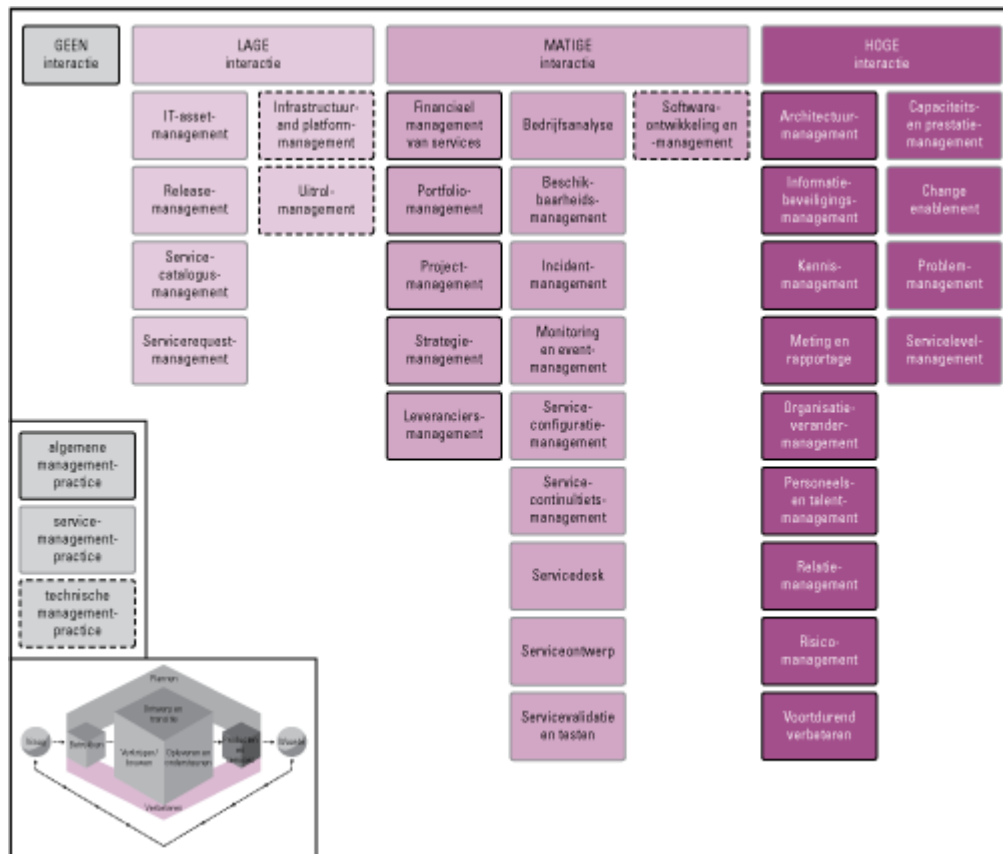 GEEN
interactie
LAGE
interactie
MATIGE
interactie
HOGE
interactie
IT-asset-
management
Release-
management
Service-
catalogus-
management
Servicerequest-
management
Infrastructuur-
and platform-
management
Uitrol-
management
Financieel
management
van services
Portfolio-
management
Project-
management
Strategie-
management
Leveranciers-
management
Bedrijfsanalyse
Beschik-
baarheids-
management
Incident-
management
Monitoring
en event-
management
Service-
configuratie-
management
Service-
continuïteits-
management
Servicedesk
Serviceontwerp
Servicevalidatie
en testen
Software-
ontwikkeling en
-management
Architectuur-
management
Informatie-
beveiligings-
management
Kennis-
management
Meting en
rapportage
Organisatie-
verander-
management
Personeels-
en talent-
management
Relatie-
management
Risico-
management
Voortdurend
verbeteren
Capaciteits-
en prestatie-
management
Change
enablement
Problem-
management
Servicelevel-
management
algemene
management-
practice
service-
management-
practice
technische
management-
practice
Plannen
Ontwerp en
transitie
Vraag
Betrekken
Verkrijgen/
bouwen
Opleveren en
ondersteunen
Producten
en
services
Waarde
Verbeteren